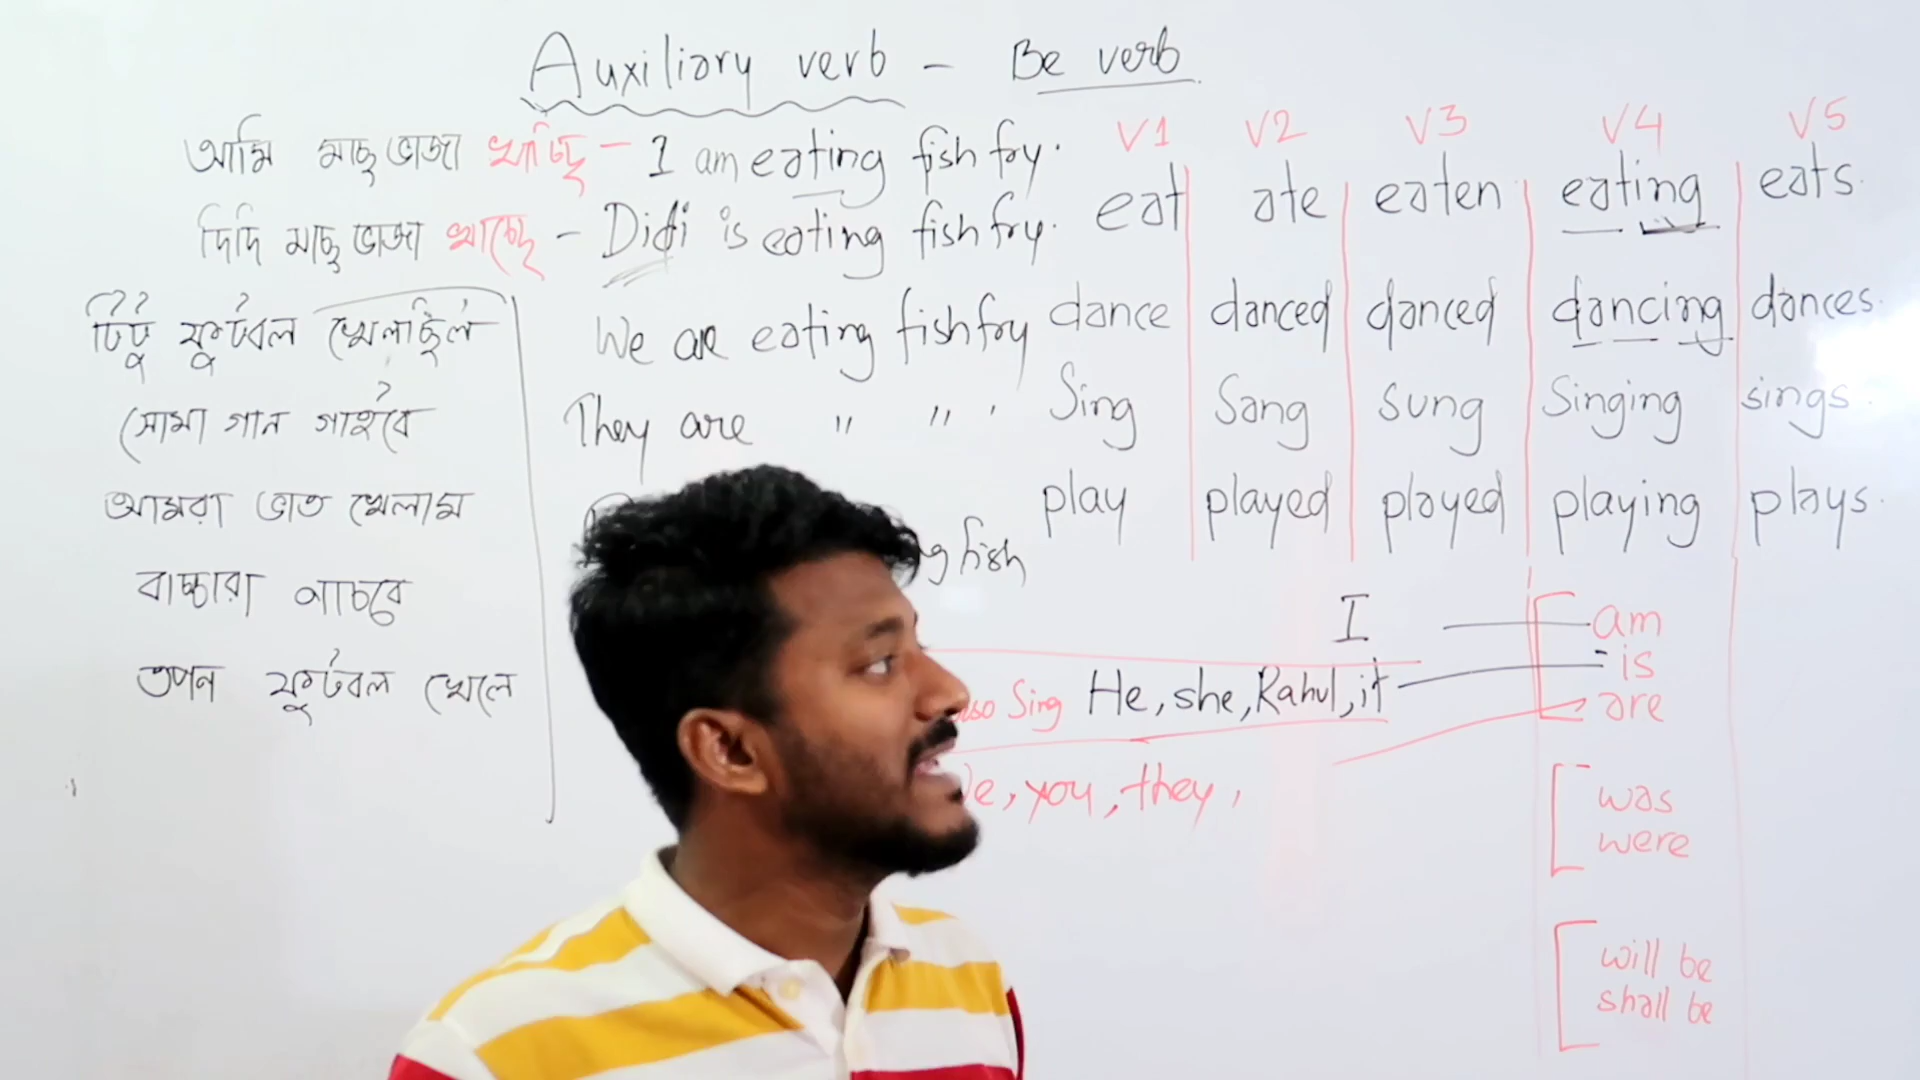 Auxiliary verb - Be verb
আমি মাছ ভাজা খাচ্ছি - I am eating fish fry.
দিদি মাছ ভাজা খাচ্ছে - Didi is eating fish fry.
We are eating fish fry
They are " " '
fish
টিটু ফুটবল খেলছিল
সোমা গান গাইবে
আমরা ভাত খেলাম
বাচ্চারা নাচবে
তপন ফুটবল খেলে
V1 V2 V3 V4 V5
eat ate eaten eating eats.
dance danced danced dancing dances.
Sing Sang sung Singing sings.
play played played playing plays.
I am
Sing He, she, Rahul, it - is
are
you, they,
was
were
will be
shall be